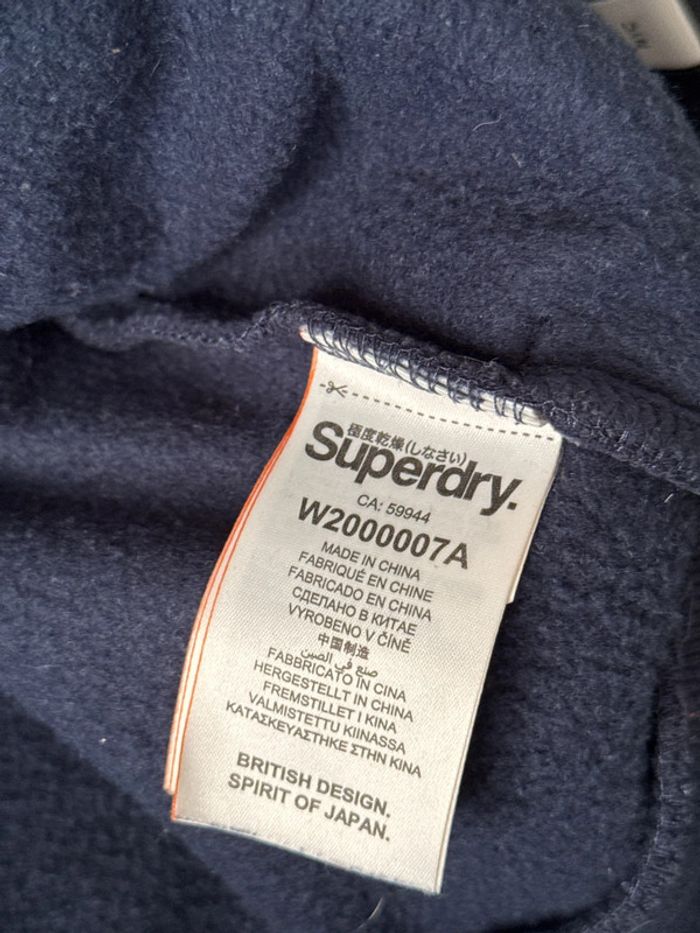 S/M
極度乾燥(しなさい)
Superdry.
CA: 59944
W2000007A
MADE IN CHINA
FABRIQUÉ EN CHINE
FABRICADO EN CHINA
СДЕЛАНО В КИТАЕ
VYROBENO V ČÍNĚ
中国制造
صنع في الصين
FABBRICATO IN CINA
HERGESTELLT IN CHINA
FREMSTILLET I KINA
VALMISTETTU KIINASSA
ΚΑΤΑΣΚΕΥΑΣΤΗΚΕ ΣΤΗΝ ΚΙΝΑ
BRITISH DESIGN.
SPIRIT OF JAPAN.